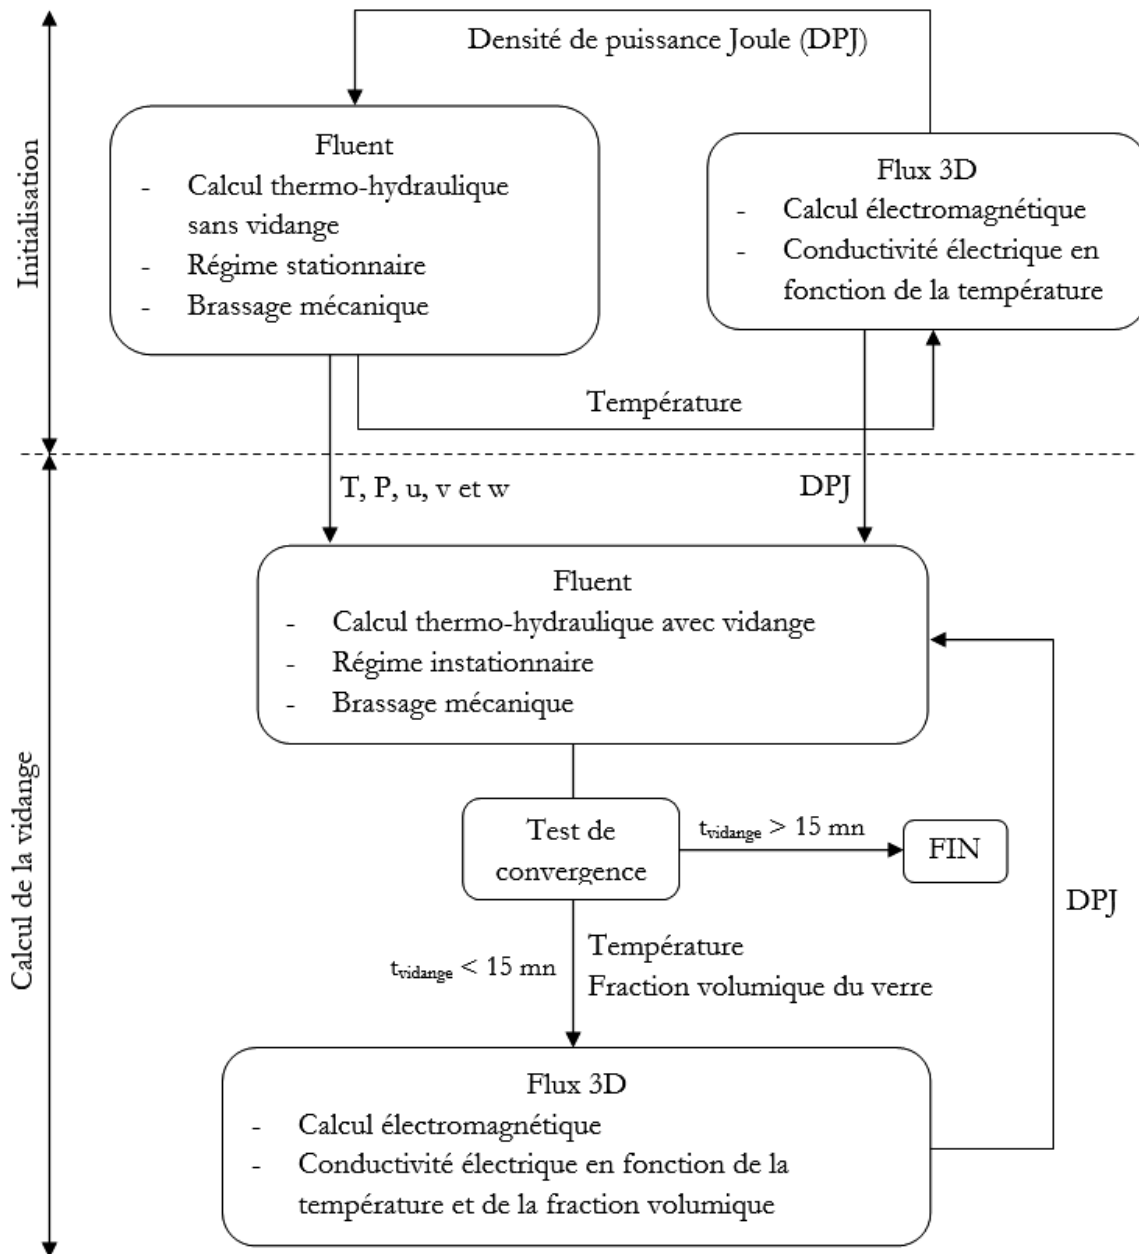 Densité de puissance Joule (DPJ)
Initialisation
Fluent
- Calcul thermo-hydraulique
sans vidange
- Régime stationnaire
- Brassage mécanique
Flux 3D
- Calcul électromagnétique
- Conductivité électrique en
fonction de la température
Température
T, P, u, v et w
DPJ
Calcul de la vidange
Fluent
- Calcul thermo-hydraulique avec vidange
- Régime instationnaire
- Brassage mécanique
Test de
convergence
tvidange > 15 mn
FIN
DPJ
tvidange < 15 mn
Température
Fraction volumique du verre
Flux 3D
- Calcul électromagnétique
- Conductivité électrique en fonction de la
température et de la fraction volumique